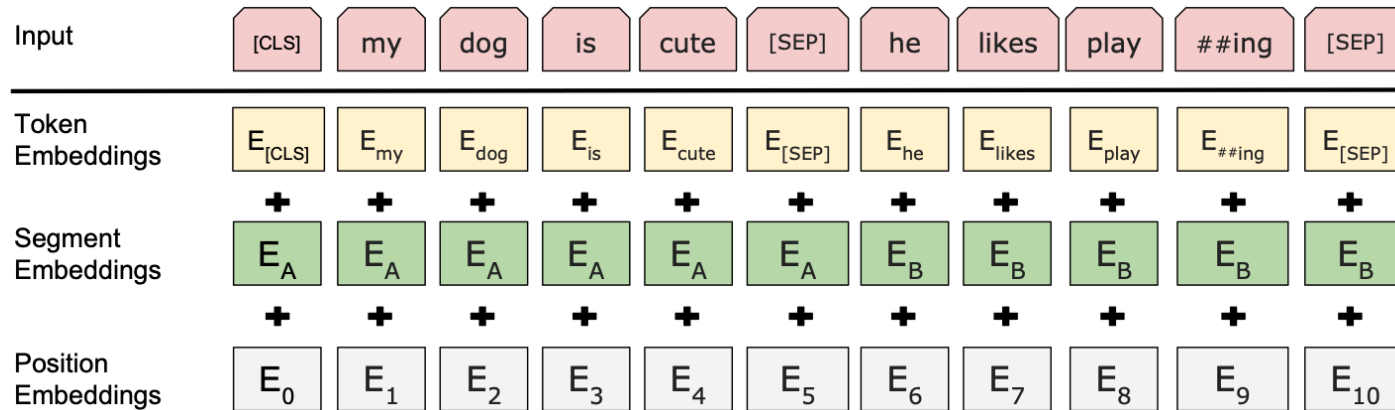 Input [CLS] my dog is cute [SEP] he likes play ##ing [SEP]
Token Embeddings E[CLS] Emy Edog Eis Ecute E[SEP] Ehe Elikes Eplay E##ing E[SEP]
+ + + + + + + + + + +
Segment Embeddings EA EA EA EA EA EA EB EB EB EB EB
+ + + + + + + + + + +
Position Embeddings E0 E1 E2 E3 E4 E5 E6 E7 E8 E9 E10